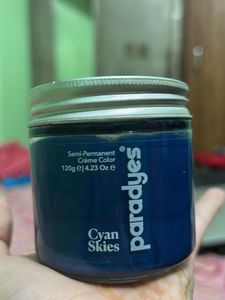 Semi-Permanent
Crème Color
120g ℮ | 4.23 Oz ℮
Cyan
Skies
paradyes®